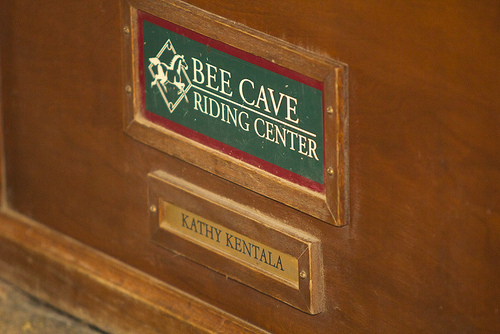 BEE CAVE
RIDING CENTER
KATHY KENTALA